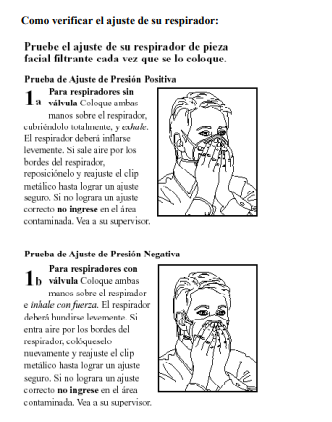 Como verificar el ajuste de su respirador:
Pruebe el ajuste de su respirador de pieza
facial filtrante cada vez que se lo coloque.
Prueba de Ajuste de Presión Positiva
1a Para respiradores sin
válvula Coloque ambas
manos sobre el respirador,
cubriéndolo totalmente, y exhale.
El respirador deberá inflarse
levemente. Si sale aire por los
bordes del respirador,
reposiciónelo y reajuste el clip
metálico hasta lograr un ajuste
seguro. Si no lograra un ajuste
correcto no ingrese en el área
contaminada. Vea a su supervisor.
Prueba de Ajuste de Presión Negativa
1b Para respiradores con
válvula Coloque ambas
manos sobre el respirador
e inhale con fuerza. El respirador
deberá hundirse levemente. Si
entra aire por los bordes del
respirador, colóqueselo
nuevamente y reajuste el clip
metálico hasta lograr un ajuste
seguro. Si no lograra un ajuste
correcto no ingrese en el área
contaminada. Vea a su supervisor.